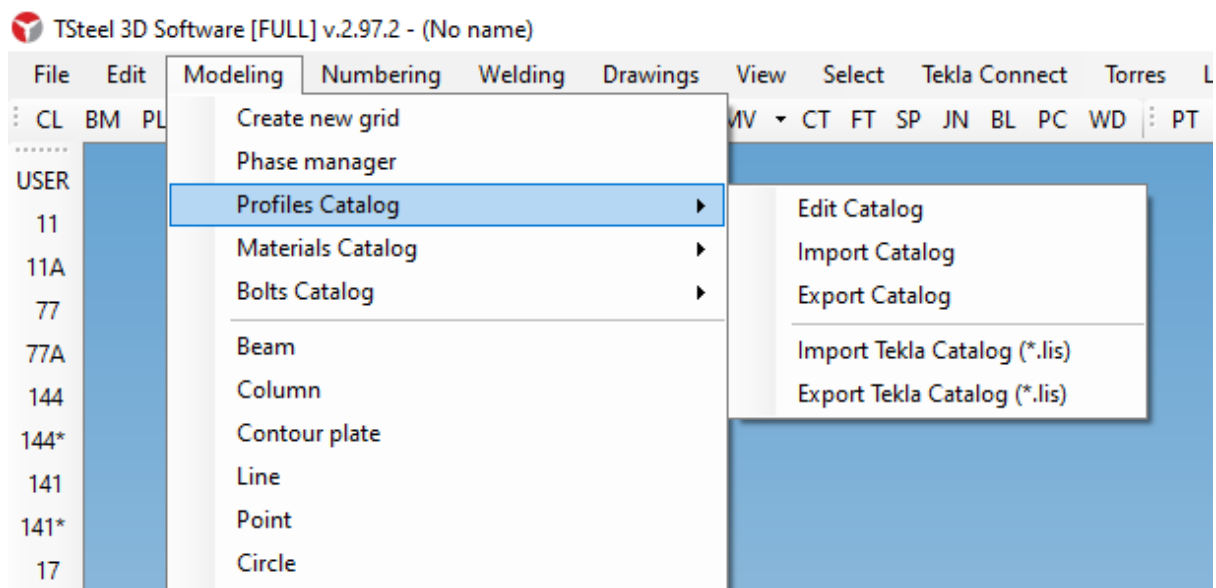 TSteel 3D Software [FULL] v.2.97.2 - (No name)
File Edit Modeling Numbering Welding Drawings View Select Tekla Connect Torres L
CL BM PL MV CT FT SP JN BL PC WD PT
USER
11
11A
77
77A
144
144*
141
141*
17
Create new grid
Phase manager
Profiles Catalog
Materials Catalog
Bolts Catalog
Beam
Column
Contour plate
Line
Point
Circle
Edit Catalog
Import Catalog
Export Catalog
Import Tekla Catalog (*.lis)
Export Tekla Catalog (*.lis)